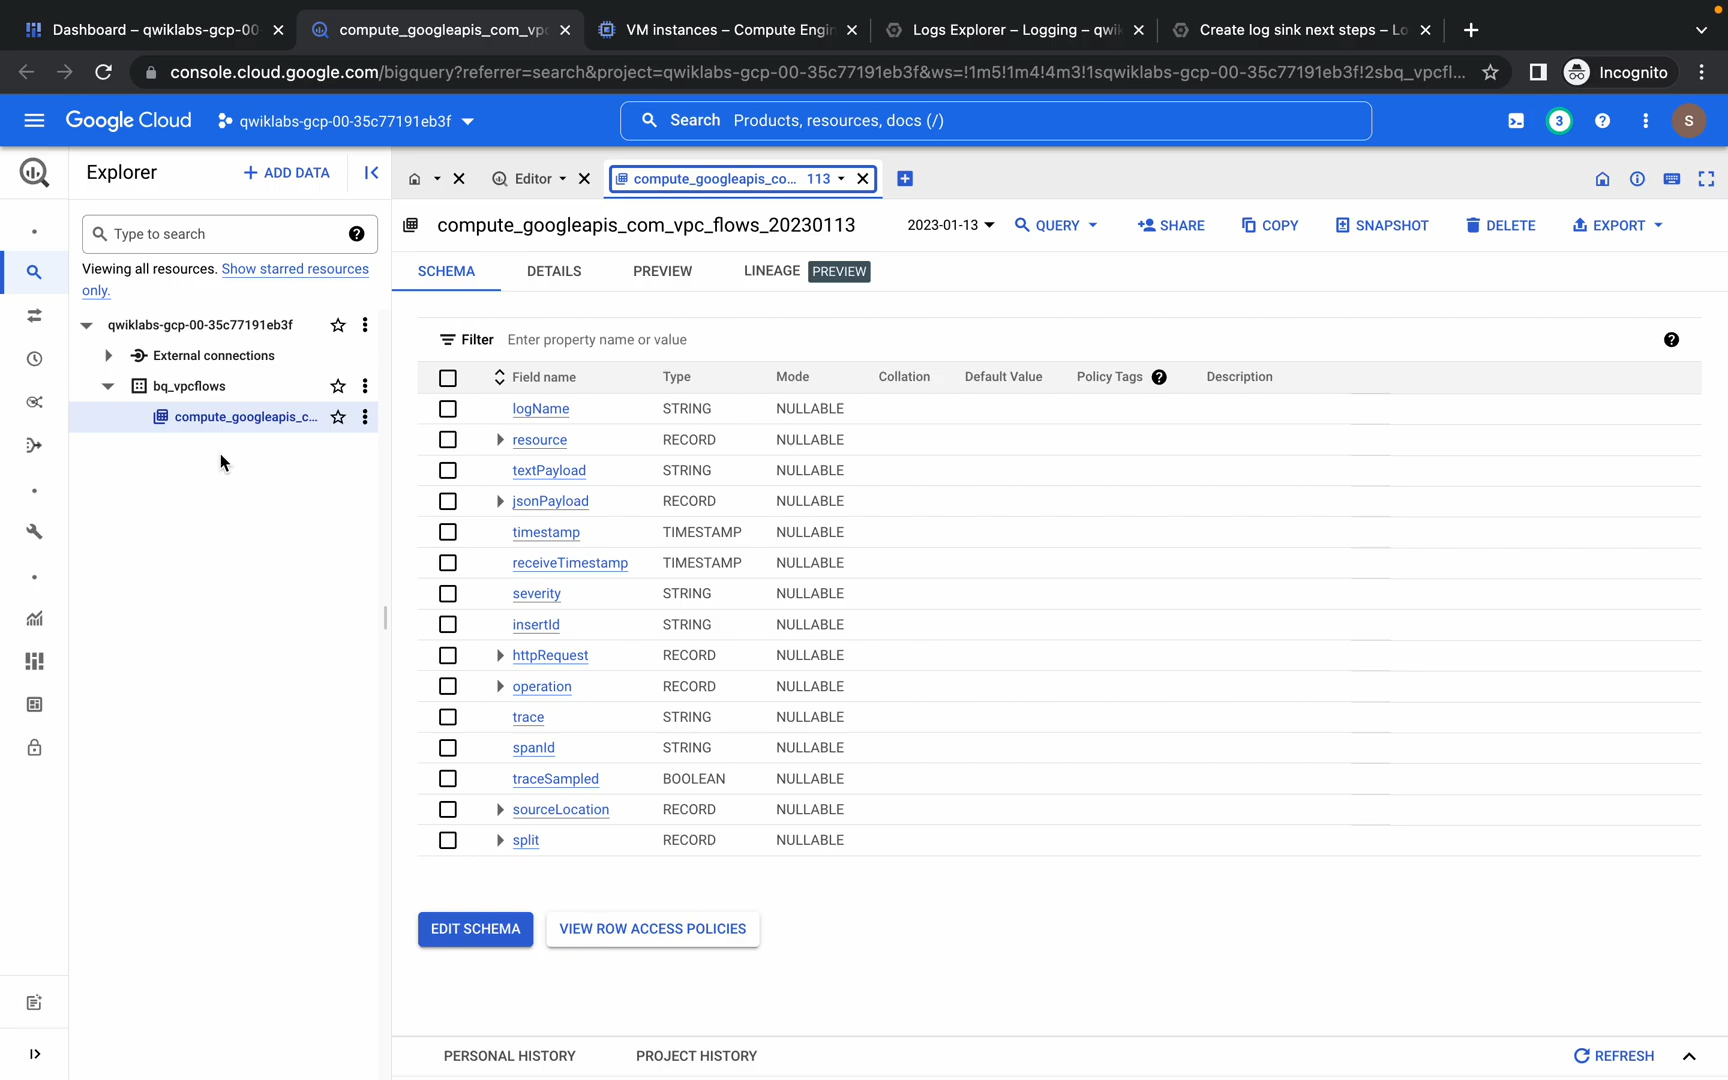 Dashboard – qwiklabs-gcp-00
compute_googleapis_com_vpc
VM instances – Compute Engin
Logs Explorer – Logging – qwik
Create log sink next steps – Lo
console.cloud.google.com/bigquery?referrer=search&project=qwiklabs-gcp-00-35c77191eb3f&ws=!1m5!1m4!4m3!1sqwiklabs-gcp-00-35c77191eb3f!2sbq_vpcfl...
Incognito
Google Cloud
qwiklabs-gcp-00-35c77191eb3f
Search Products, resources, docs (/)
3
S
Explorer
+ ADD DATA
Editor
compute_googleapis_co... 113
Type to search
compute_googleapis_com_vpc_flows_20230113
2023-01-13
QUERY
SHARE
COPY
SNAPSHOT
DELETE
EXPORT
Viewing all resources. Show starred resources
only.
SCHEMA
DETAILS
PREVIEW
LINEAGE PREVIEW
qwiklabs-gcp-00-35c77191eb3f
External connections
bq_vpcflows
compute_googleapis_c...
Filter Enter property name or value
Field name Type Mode Collation Default Value Policy Tags Description
logName STRING NULLABLE
resource RECORD NULLABLE
textPayload STRING NULLABLE
jsonPayload RECORD NULLABLE
timestamp TIMESTAMP NULLABLE
receiveTimestamp TIMESTAMP NULLABLE
severity STRING NULLABLE
insertId STRING NULLABLE
httpRequest RECORD NULLABLE
operation RECORD NULLABLE
trace STRING NULLABLE
spanId STRING NULLABLE
traceSampled BOOLEAN NULLABLE
sourceLocation RECORD NULLABLE
split RECORD NULLABLE
EDIT SCHEMA
VIEW ROW ACCESS POLICIES
PERSONAL HISTORY
PROJECT HISTORY
REFRESH